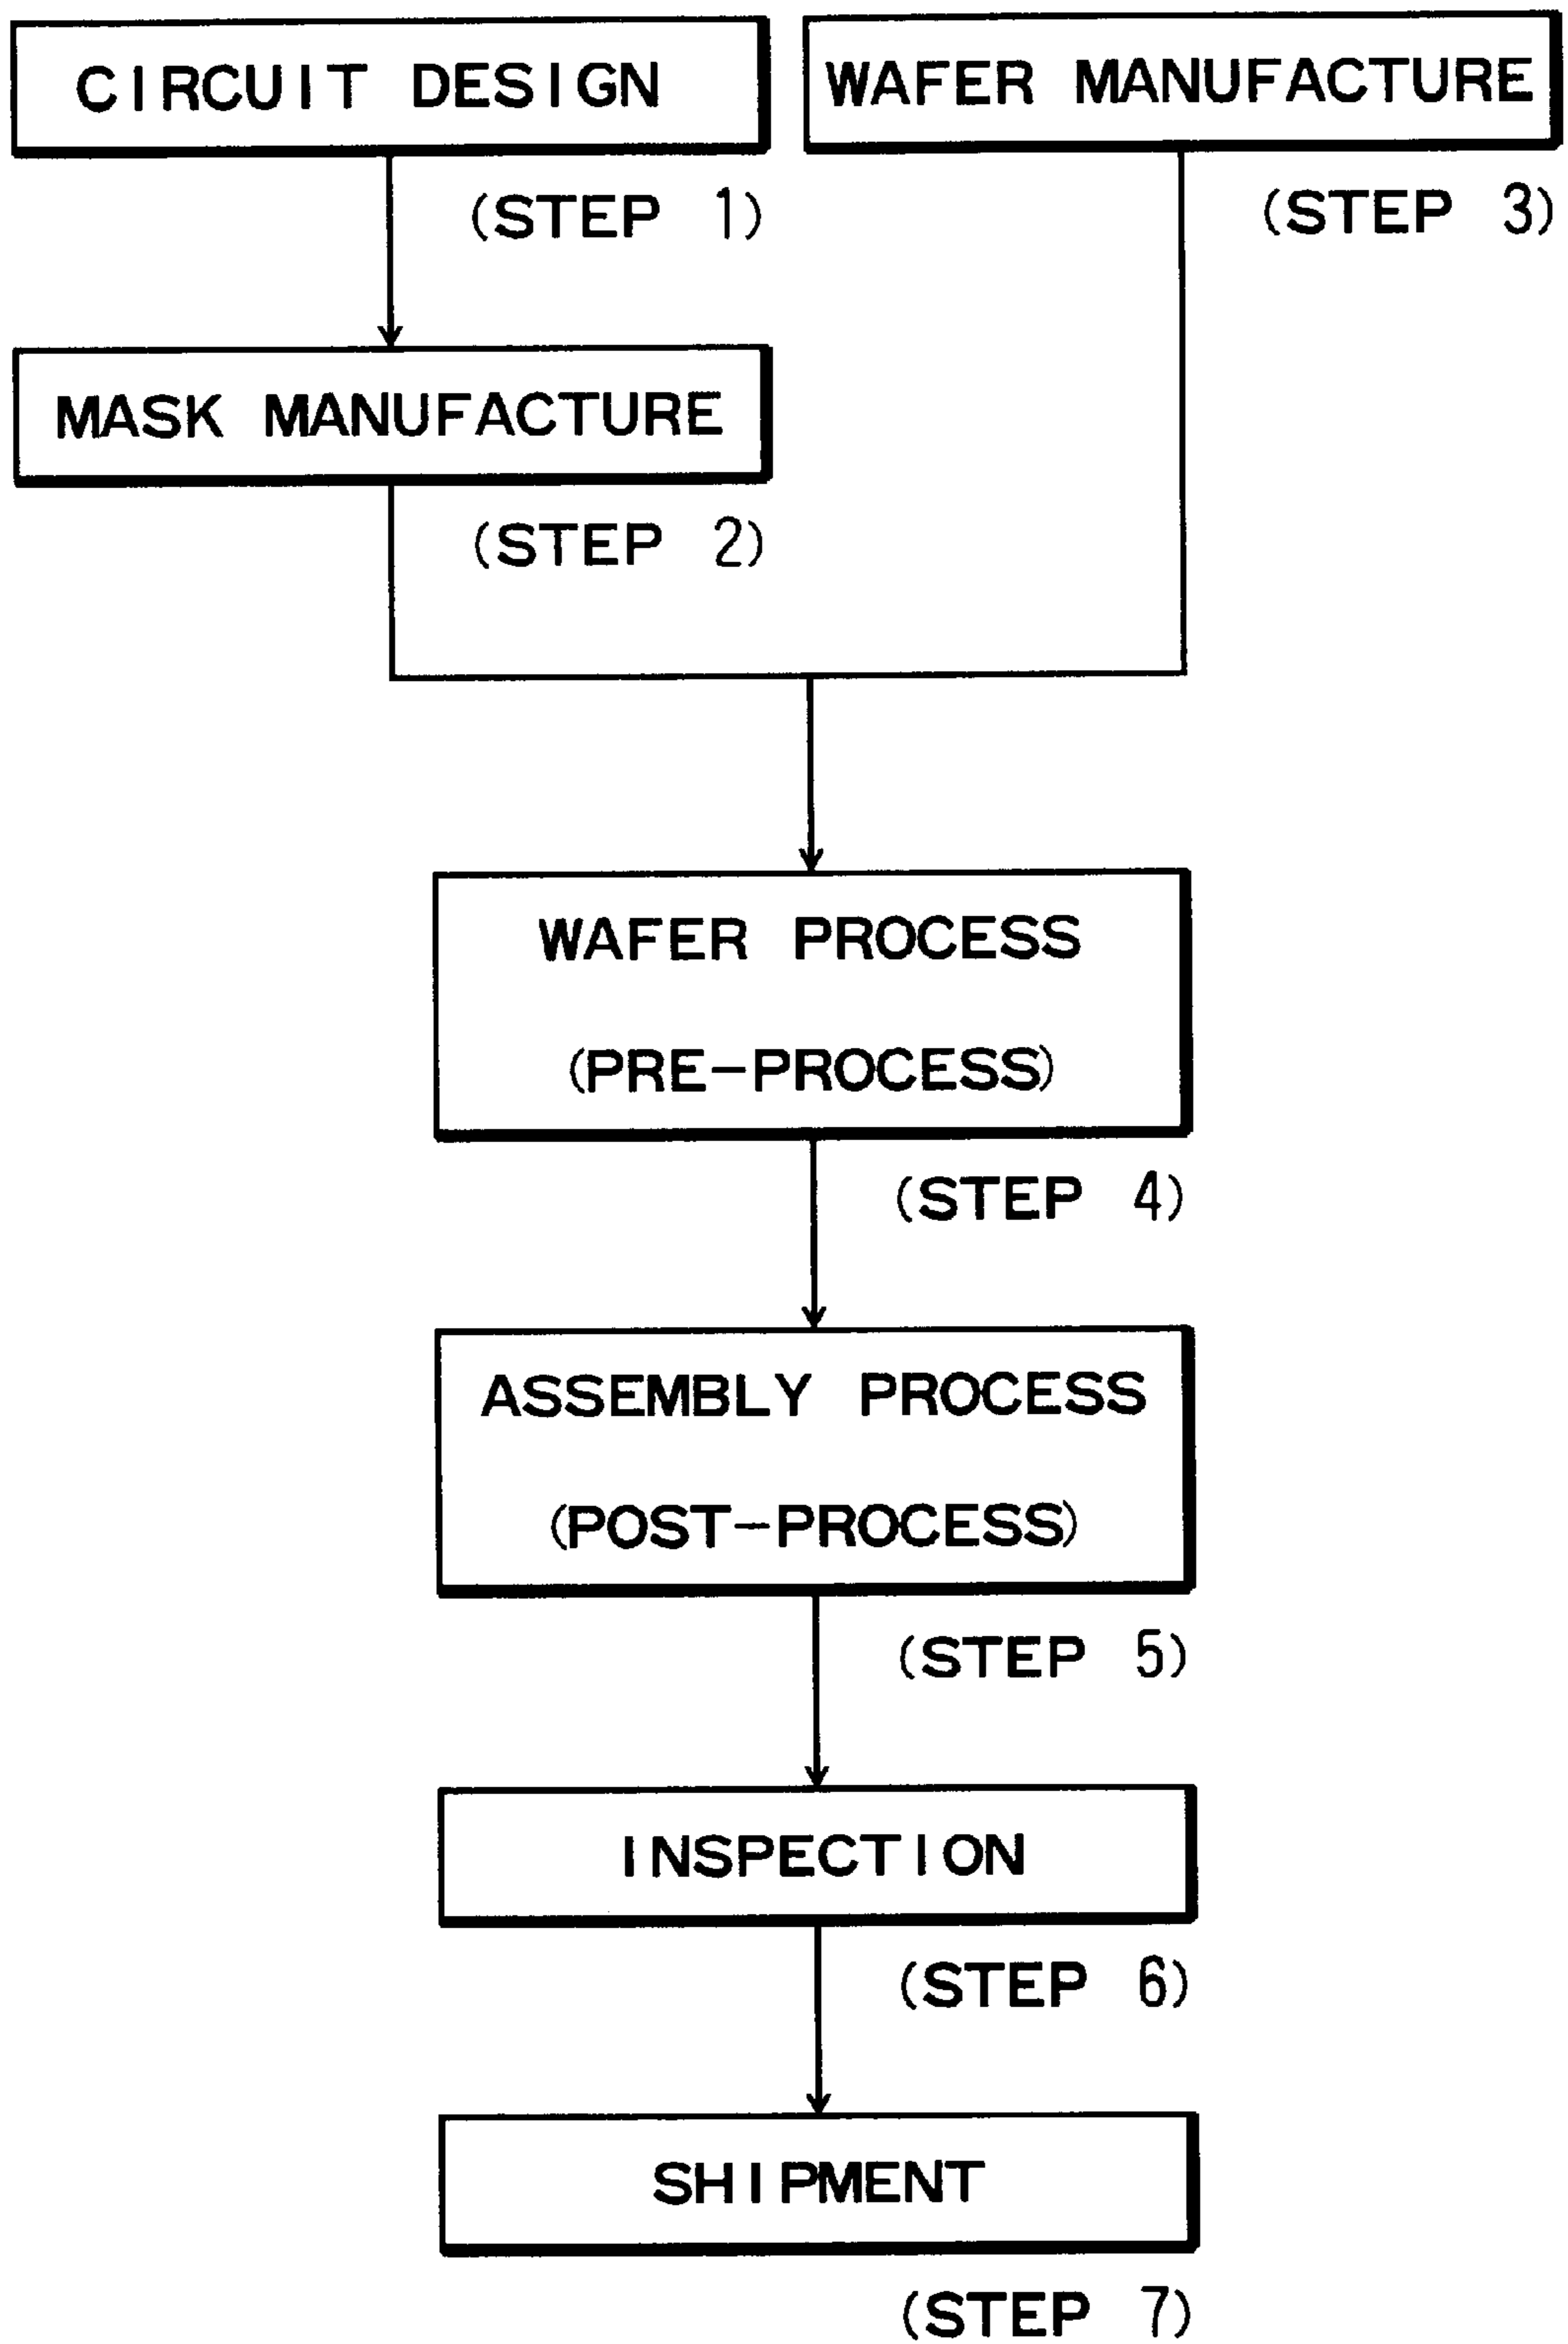 CIRCUIT DESIGN
(STEP 1)
MASK MANUFACTURE
(STEP 2)
WAFER MANUFACTURE
(STEP 3)
WAFER PROCESS
(PRE-PROCESS)
(STEP 4)
ASSEMBLY PROCESS
(POST-PROCESS)
(STEP 5)
INSPECTION
(STEP 6)
SHIPMENT
(STEP 7)